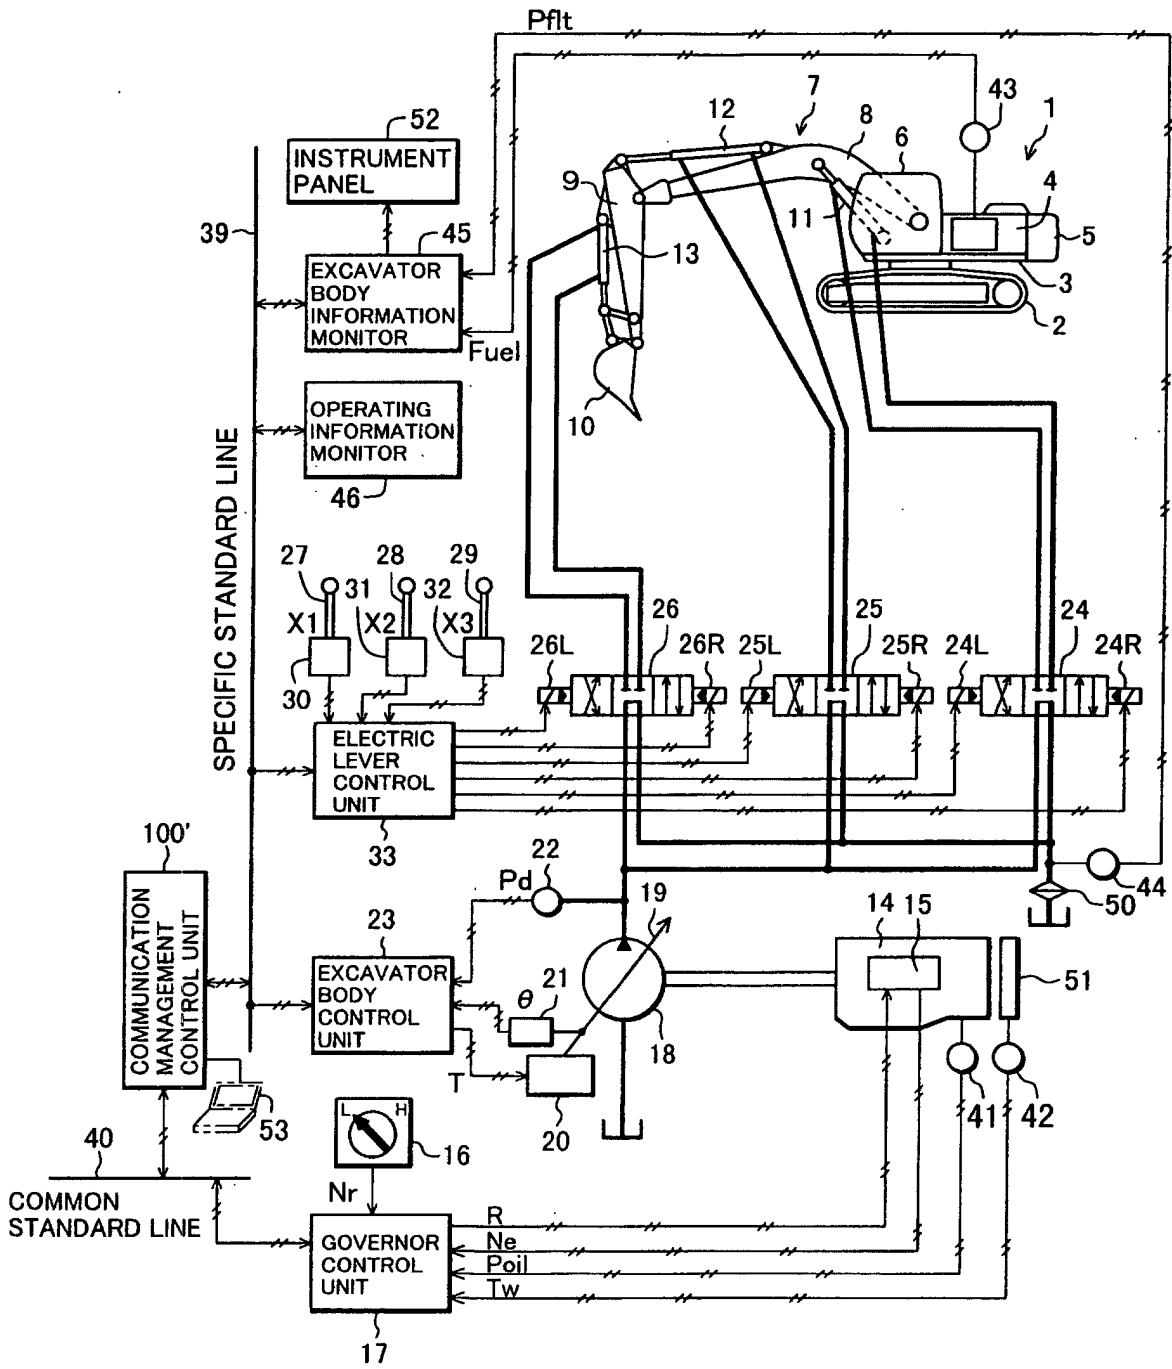 Pflt
43
1
7
12
8
6
52
INSTRUMENT
PANEL
4
9
11
39
45
13
5
EXCAVATOR
BODY
INFORMATION
MONITOR
3
2
Fuel
10
OPERATING
INFORMATION
MONITOR
46
SPECIFIC STANDARD LINE
27
28
29
31
32
X1
X2
X3
30
26L
26
26R
25L
25
25R
24L
24
24R
ELECTRIC
LEVER
CONTROL
UNIT
33
100'
COMMUNICATION
MANAGEMENT
CONTROL UNIT
22
Pd
44
50
19
14
15
23
EXCAVATOR
BODY
CONTROL
UNIT
θ
21
51
18
T
20
41
42
53
L
H
16
40
COMMON
STANDARD LINE
Nr
GOVERNOR
CONTROL
UNIT
R
Ne
Poil
Tw
17